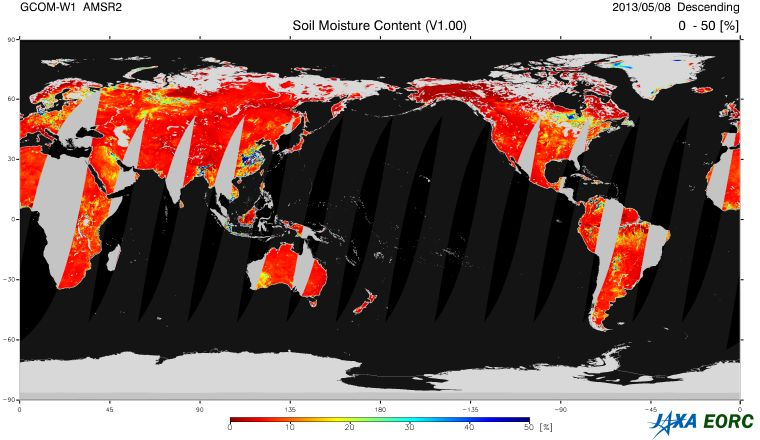 GCOM-W1 AMSR2
2013/05/08 Descending
Soil Moisture Content (V1.00)
0 - 50 [%]
90
60
30
0
-30
-60
-90
0 45 90 135 180 -135 -90 -45 0
0 10 20 30 40 50 [%]
JAXA EORC